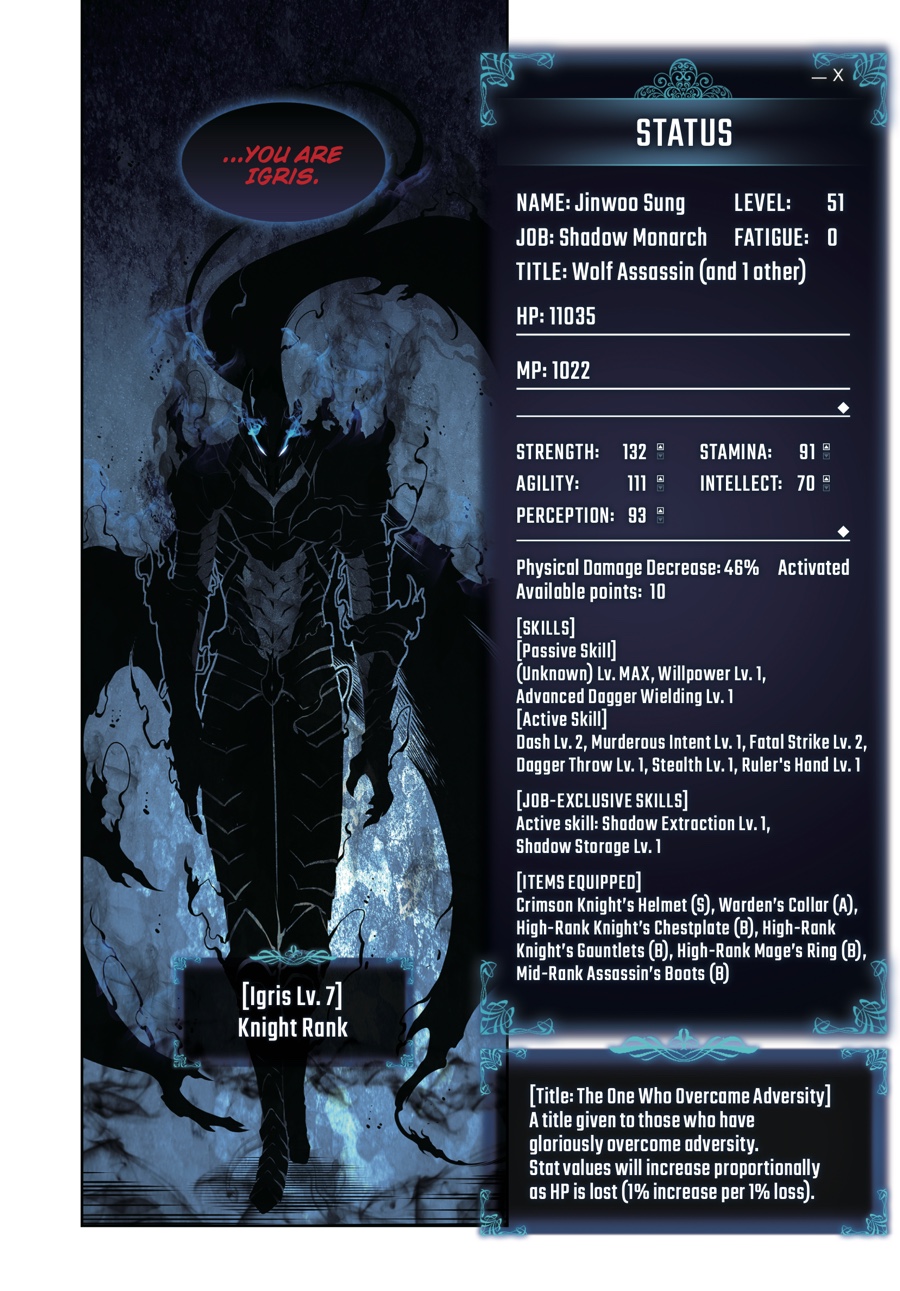 ...YOU ARE
IGRIS.
[Igris Lv. 7]
Knight Rank
— X
STATUS
NAME: Jinwoo Sung LEVEL: 51
JOB: Shadow Monarch FATIGUE: 0
TITLE: Wolf Assassin (and 1 other)
HP: 11035
MP: 1022
STRENGTH: 132 STAMINA: 91
AGILITY: 111 INTELLECT: 70
PERCEPTION: 93
Physical Damage Decrease: 46% Activated
Available points: 10
[SKILLS]
[Passive Skill]
(Unknown) Lv. MAX, Willpower Lv. 1,
Advanced Dagger Wielding Lv. 1
[Active Skill]
Dash Lv. 2, Murderous Intent Lv. 1, Fatal Strike Lv. 2,
Dagger Throw Lv. 1, Stealth Lv. 1, Ruler's Hand Lv. 1
[JOB-EXCLUSIVE SKILLS]
Active skill: Shadow Extraction Lv. 1,
Shadow Storage Lv. 1
[ITEMS EQUIPPED]
Crimson Knight's Helmet (S), Warden's Collar (A),
High-Rank Knight's Chestplate (B), High-Rank
Knight's Gauntlets (B), High-Rank Mage's Ring (B),
Mid-Rank Assassin's Boots (B)
[Title: The One Who Overcame Adversity]
A title given to those who have
gloriously overcome adversity.
Stat values will increase proportionally
as HP is lost (1% increase per 1% loss).